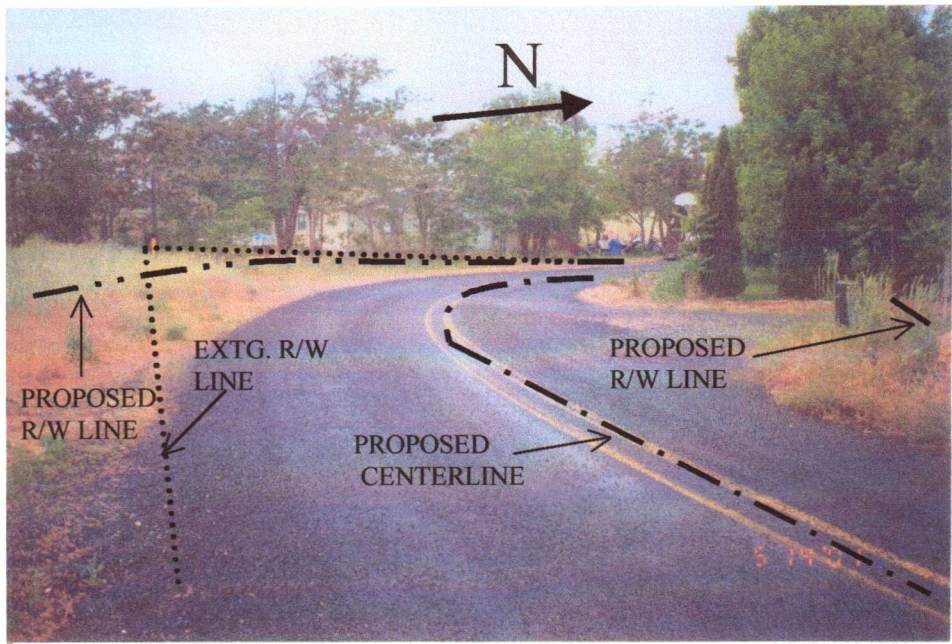 N
EXTG. R/W
LINE
PROPOSED
R/W LINE
PROPOSED
R/W LINE
PROPOSED
CENTERLINE